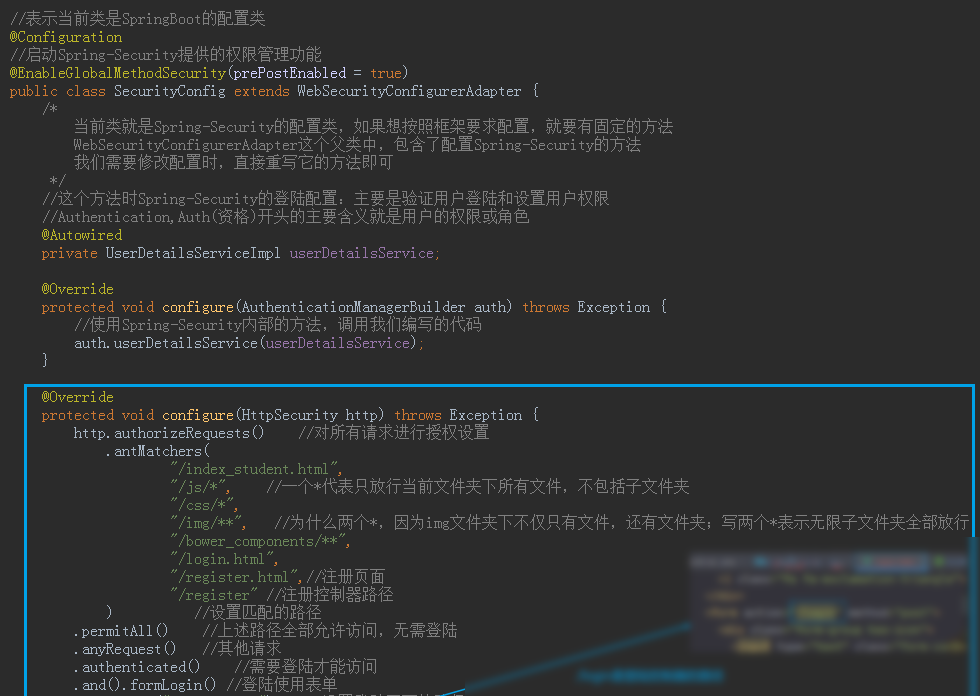 //表示当前类是SpringBoot的配置类
@Configuration
//启动Spring-Security提供的权限管理功能
@EnableGlobalMethodSecurity(prePostEnabled = true)
public class SecurityConfig extends WebSecurityConfigurerAdapter {
/*
当前类就是Spring-Security的配置类，如果想按照框架要求配置，就要有固定的方法
WebSecurityConfigurerAdapter这个父类中，包含了配置Spring-Security的方法
我们需要修改配置时，直接重写它的方法即可
*/
//这个方法时Spring-Security的登陆配置：主要是验证用户登陆和设置用户权限
//Authentication,Auth(资格)开头的主要含义就是用户的权限或角色
@Autowired
private UserDetailsServiceImpl userDetailsService;
@Override
protected void configure(AuthenticationManagerBuilder auth) throws Exception {
//使用Spring-Security内部的方法，调用我们编写的代码
auth.userDetailsService(userDetailsService);
}
@Override
protected void configure(HttpSecurity http) throws Exception {
http.authorizeRequests() //对所有请求进行授权设置
.antMatchers(
"/index_student.html",
"/js/*", //一个*代表只放行当前文件夹下所有文件，不包括子文件夹
"/css/*",
"/img/**", //为什么两个*，因为img文件夹下不仅只有文件，还有文件夹；写两个*表示无限子文件夹全部放行
"/bower_components/**",
"/login.html",
"/register.html",//注册页面
"/register" //注册控制器路径
) //设置匹配的路径
.permitAll() //上述路径全部允许访问，无需登陆
.anyRequest() //其他请求
.authenticated() //需要登陆才能访问
.and().formLogin() //登陆使用表单